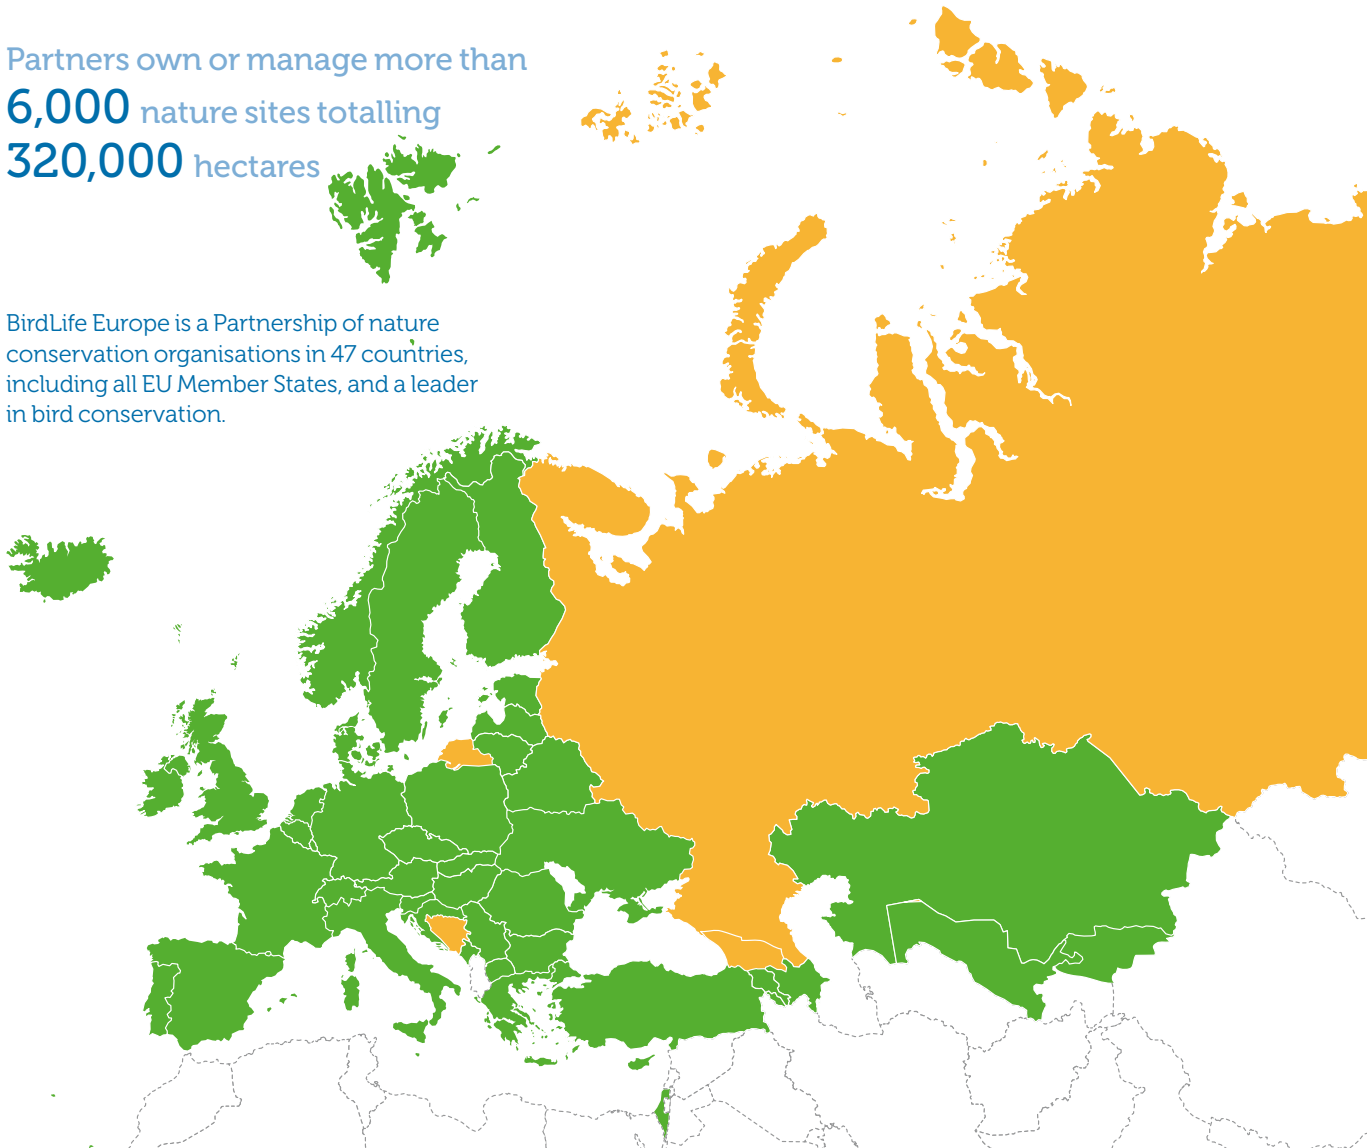 Partners own or manage more than
6,000 nature sites totalling
320,000 hectares
BirdLife Europe is a Partnership of nature
conservation organisations in 47 countries,
including all EU Member States, and a leader
in bird conservation.